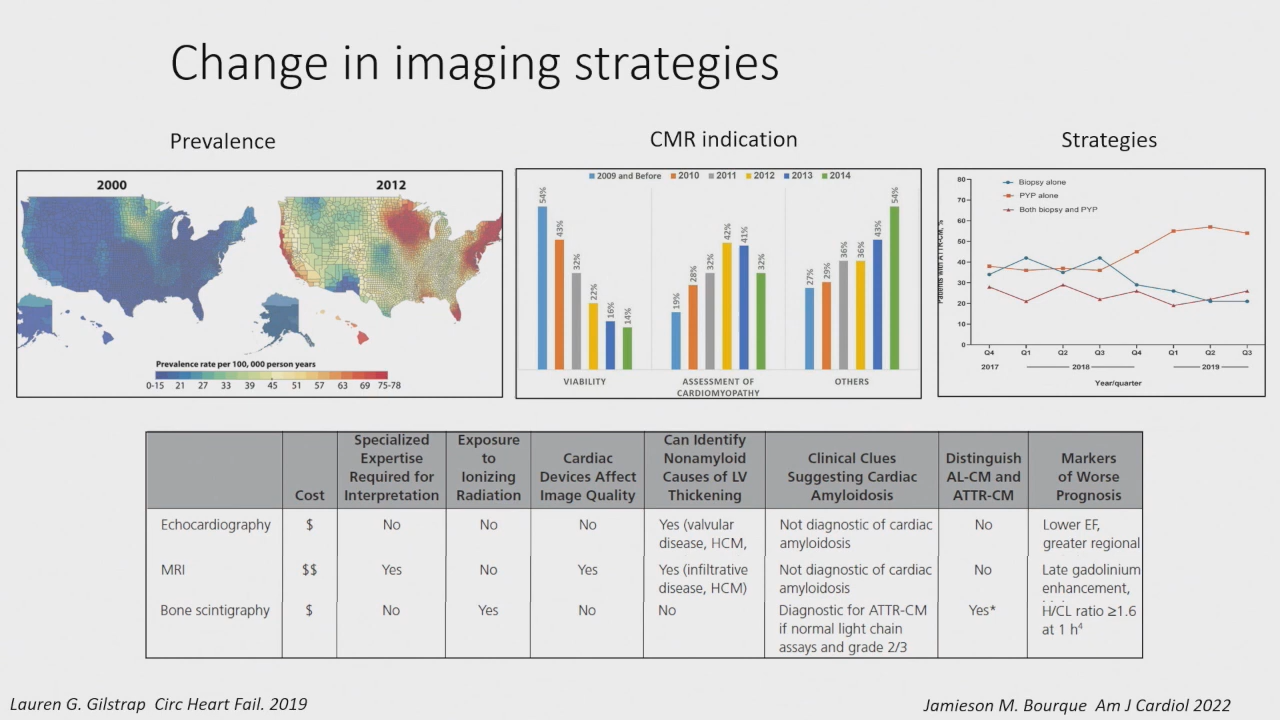 Change in imaging strategies
Prevalence
CMR indication
Strategies
2000
2012
Prevalence rate per 100, 000 person years
0-15 21 27 33 39 45 51 57 63 69 75-78
2009 and Before 2010 2011 2012 2013 2014
54% 43% 32% 22% 16% 14%
19% 28% 32% 42% 41% 32%
27% 29% 36% 36% 43% 54%
VIABILITY
ASSESSMENT OF
CARDIOMYOPATHY
OTHERS
Patients with ATTR-CM, %
80
70
60
50
40
30
20
10
0
Biopsy alone
PYP alone
Both biopsy and PYP
Q4 Q1 Q2 Q3 Q4 Q1 Q2 Q3
2017 2018 2019
Year/quarter
Cost
Specialized
Expertise
Required for
Interpretation
Exposure
to
Ionizing
Radiation
Cardiac
Devices Affect
Image Quality
Can Identify
Nonamyloid
Causes of LV
Thickening
Clinical Clues
Suggesting Cardiac
Amyloidosis
Distinguish
AL-CM and
ATTR-CM
Markers
of Worse
Prognosis
Echocardiography $ No No No Yes (valvular Not diagnostic of cardiac No Lower EF,
disease, HCM, amyloidosis greater regional
MRI $$ Yes No Yes Yes (infiltrative Not diagnostic of cardiac No Late gadolinium
disease, HCM) amyloidosis enhancement,
Bone scintigraphy $ No Yes No No Diagnostic for ATTR-CM Yes* H/CL ratio ≥1.6
if normal light chain at 1 h⁴
assays and grade 2/3
Lauren G. Gilstrap Circ Heart Fail. 2019
Jamieson M. Bourque Am J Cardiol 2022